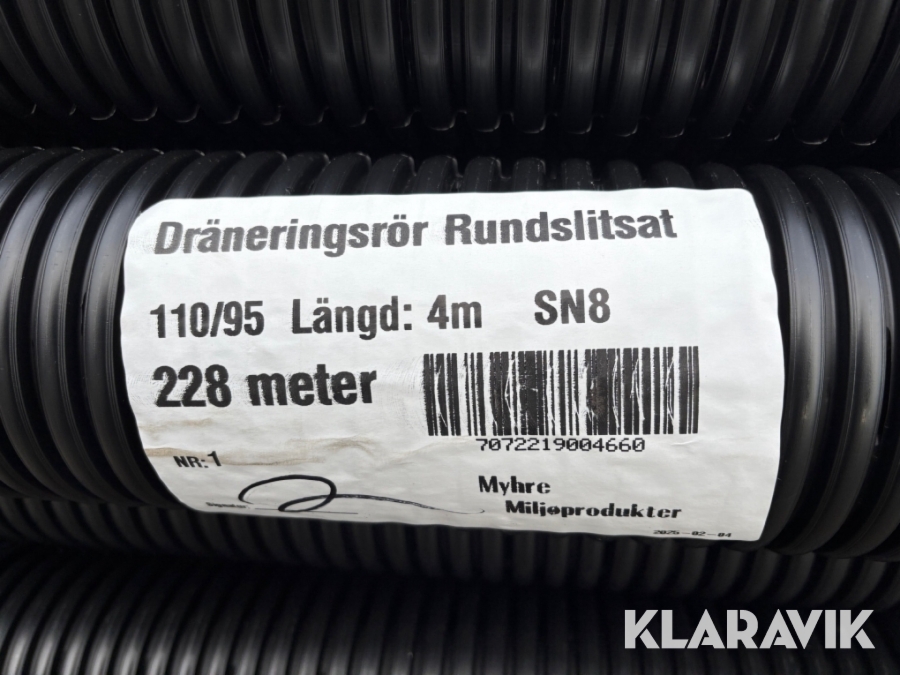 Dräneringsrör Rundslitsat
110/95 Längd: 4m SN8
228 meter
7072219004660
NR:1
Myhre
Miljøprodukter
2025-02-04
KLARAVIK